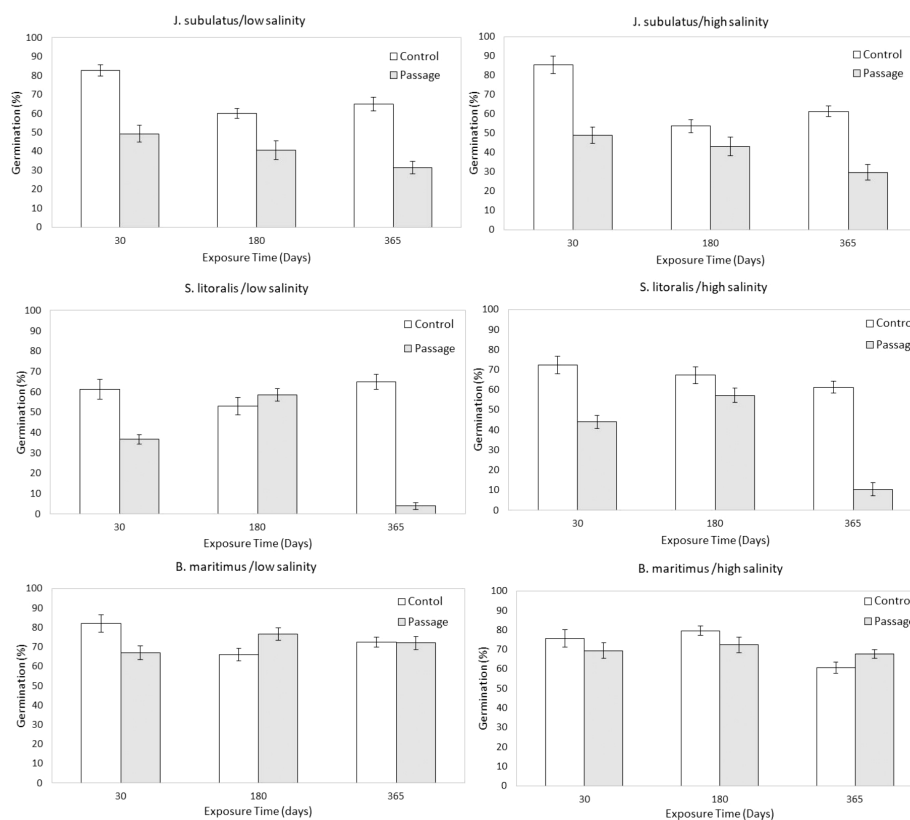 J. subulatus/low salinity
100
90
80
70
60
50
40
30
20
10
0
Germination (%)
Control
Passage
30 180 365
Exposure Time (Days)
J. subulatus/high salinity
100
90
80
70
60
50
40
30
20
10
0
Germination (%)
Control
Passage
30 180 365
Exposure Time (Days)
S. litoralis/low salinity
100
90
80
70
60
50
40
30
20
10
0
Germination (%)
Control
Passage
30 180 365
Exposure Time (Days)
S. litoralis/high salinity
100
90
80
70
60
50
40
30
20
10
0
Germination (%)
Contro
Passag
30 180 365
Exposure Time (Days)
B. maritimus/low salinity
100
90
80
70
60
50
40
30
20
10
0
Germination (%)
Contol
Passage
30 180 365
Exposure Time (days)
B. maritimus /high salinity
100
90
80
70
60
50
40
30
20
10
0
Germination (%)
Contro
Passage
30 180 365
Exposure Time (Days)